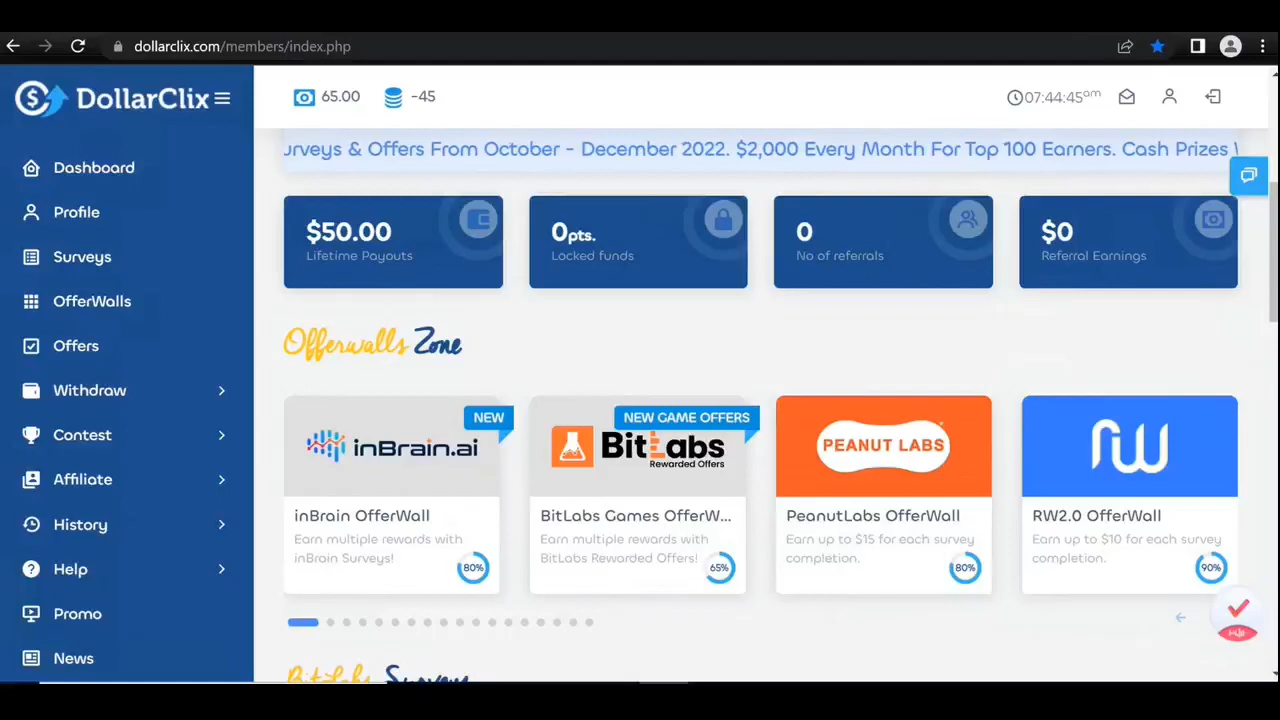 dollarclix.com/members/index.php
DollarClix
65.00
-45
07:44:45am
urveys & Offers From October - December 2022. $2,000 Every Month For Top 100 Earners. Cash Prizes
Dashboard
Profile
Surveys
OfferWalls
Offers
Withdraw
Contest
Affiliate
History
Help
Promo
News
$50.00
Lifetime Payouts
0pts.
Locked funds
0
No of referrals
$0
Referral Earnings
Offerwalls Zone
NEW
inBrain.ai
inBrain OfferWall
Earn multiple rewards with
inBrain Surveys!
80%
NEW GAME OFFERS
BitLabs
Rewarded Offers
BitLabs Games OfferW...
Earn multiple rewards with
BitLabs Rewarded Offers!
65%
PEANUT LABS
PeanutLabs OfferWall
Earn up to $15 for each survey
completion.
80%
rw
RW2.0 OfferWall
Earn up to $10 for each survey
completion.
90%
BitLabs Surveys